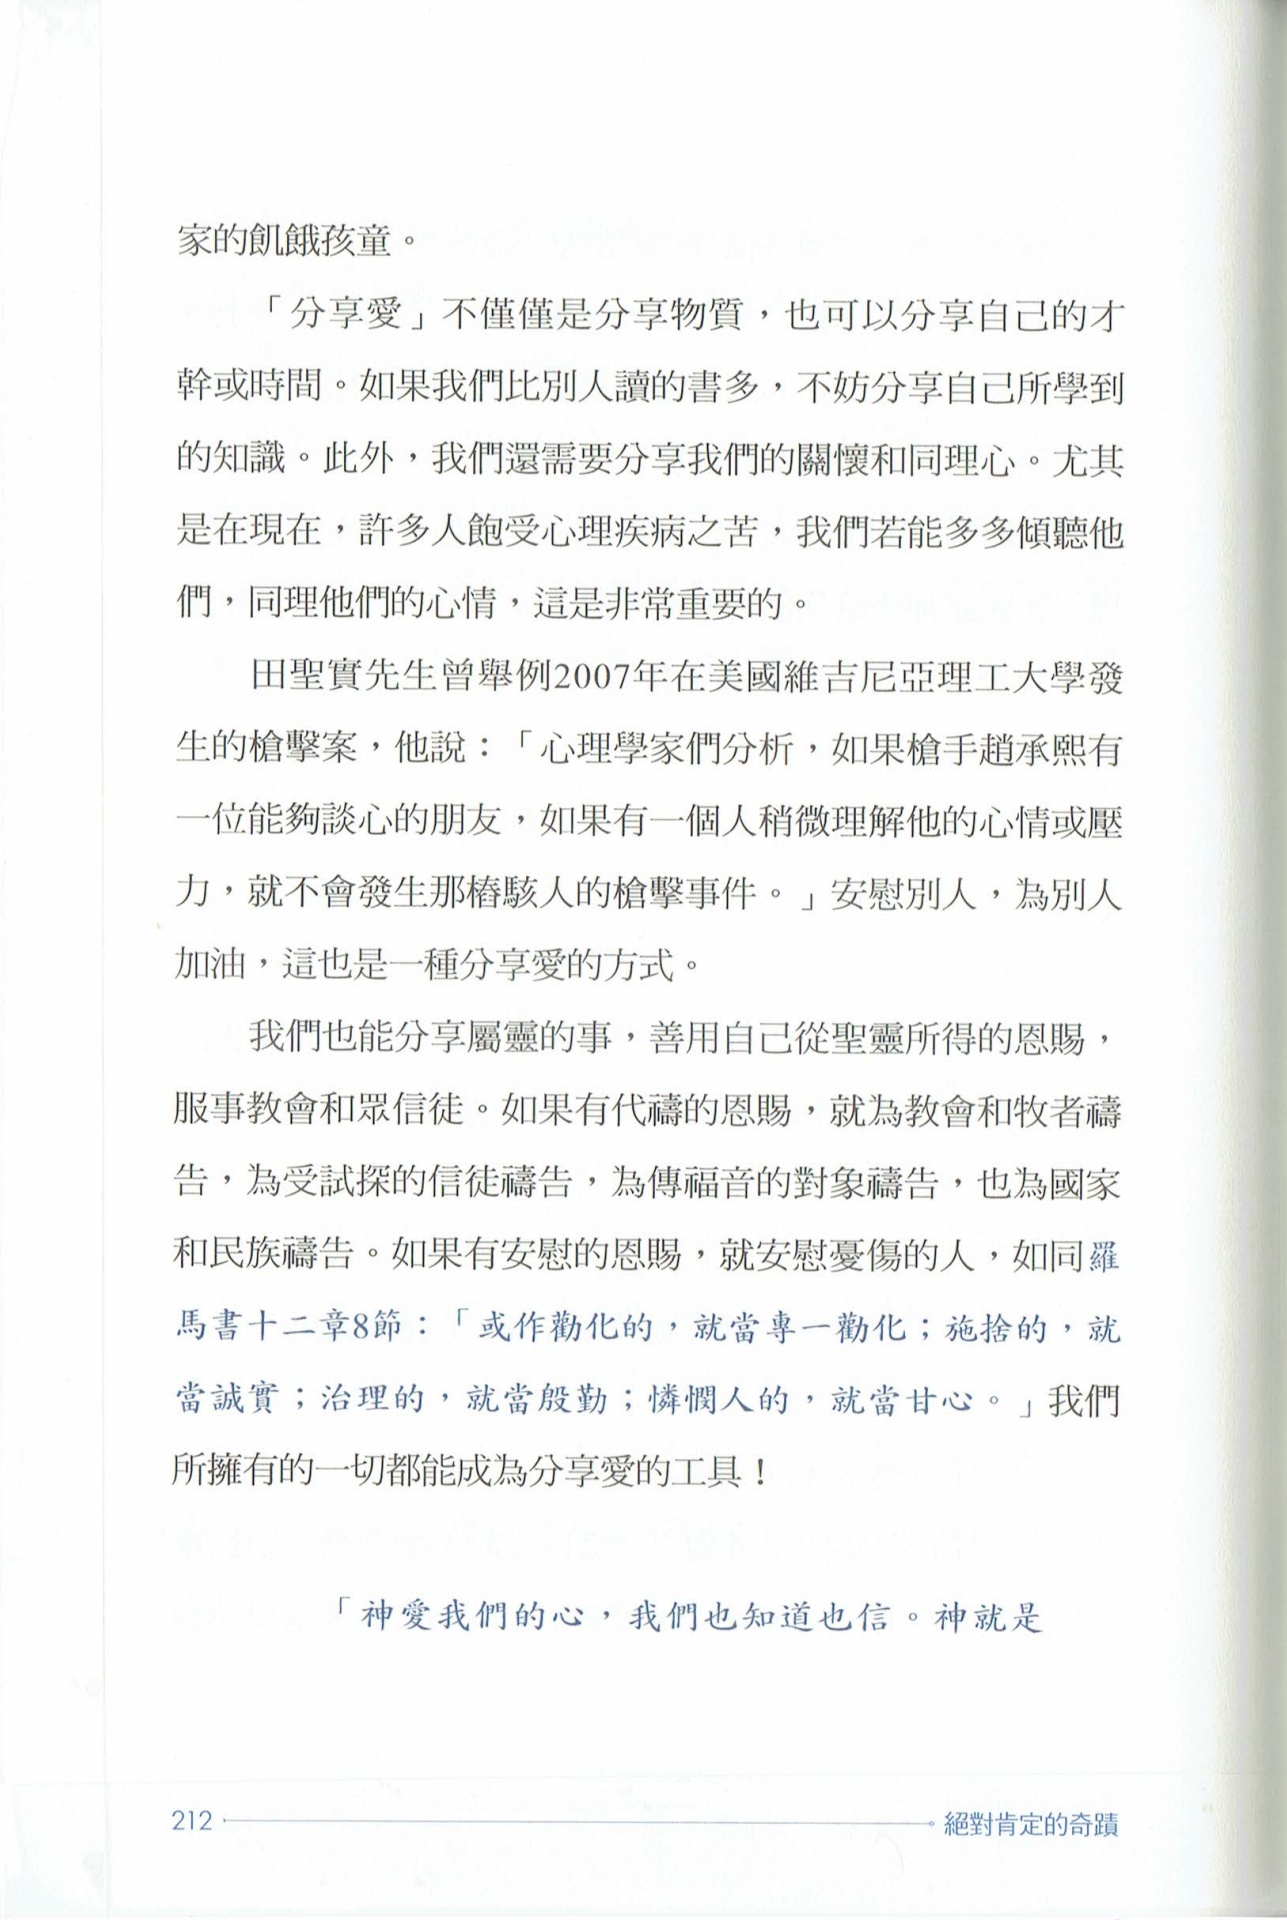 家的飢餓孩童。
「分享愛」不僅僅是分享物質，也可以分享自己的才
幹或時間。如果我們比別人讀的書多，不妨分享自己所學到
的知識。此外，我們還需要分享我們的關懷和同理心。尤其
是在現在，許多人飽受心理疾病之苦，我們若能多多傾聽他
們，同理他們的心情，這是非常重要的。
田聖實先生曾舉例2007年在美國維吉尼亞理工大學發
生的槍擊案，他說：「心理學家們分析，如果槍手趙承熙有
一位能夠談心的朋友，如果有一個人稍微理解他的心情或壓
力，就不會發生那樁駭人的槍擊事件。」安慰別人，為別人
加油，這也是一種分享愛的方式。
我們也能分享屬靈的事，善用自己從聖靈所得的恩賜，
服事教會和眾信徒。如果有代禱的恩賜，就為教會和牧者禱
告，為受試探的信徒禱告，為傳福音的對象禱告，也為國家
和民族禱告。如果有安慰的恩賜，就安慰憂傷的人，如同羅
馬書十二章8節：「或作勸化的，就當專一勸化；施捨的，就
當誠實；治理的，就當殷勤；憐憫人的，就當甘心。」我們
所擁有的一切都能成為分享愛的工具！
「神愛我們的心，我們也知道也信。神就是
212
絕對肯定的奇蹟